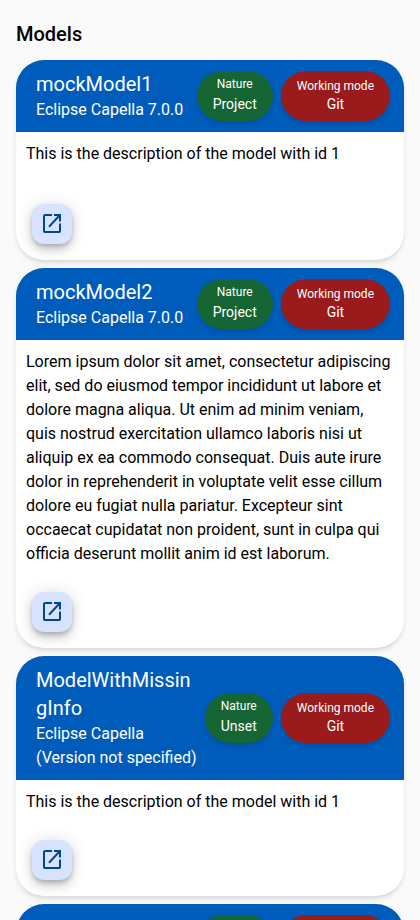 Models
mockModel1
Eclipse Capella 7.0.0
Nature
Project
Working mode
Git
This is the description of the model with id 1
mockModel2
Eclipse Capella 7.0.0
Nature
Project
Working mode
Git
Lorem ipsum dolor sit amet, consectetur adipiscing
elit, sed do eiusmod tempor incididunt ut labore et
dolore magna aliqua. Ut enim ad minim veniam,
quis nostrud exercitation ullamco laboris nisi ut
aliquip ex ea commodo consequat. Duis aute irure
dolor in reprehenderit in voluptate velit esse cillum
dolore eu fugiat nulla pariatur. Excepteur sint
occaecat cupidatat non proident, sunt in culpa qui
officia deserunt mollit anim id est laborum.
ModelWithMissin
gInfo
Eclipse Capella
(Version not specified)
Nature
Unset
Working mode
Git
This is the description of the model with id 1